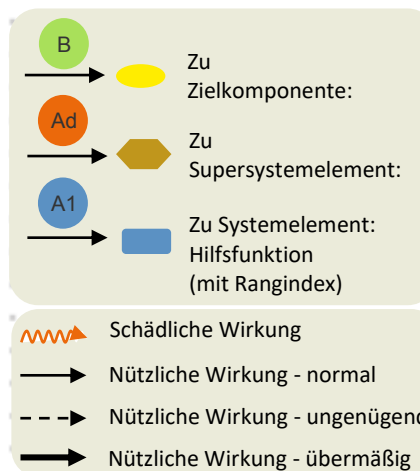 B
Zu
Zielkomponente:
Ad
Zu
Supersystemelement:
A1
Zu Systemelement:
Hilfsfunktion
(mit Rangindex)
Schädliche Wirkung
Nützliche Wirkung - normal
Nützliche Wirkung - ungenügend
Nützliche Wirkung - übermäßig